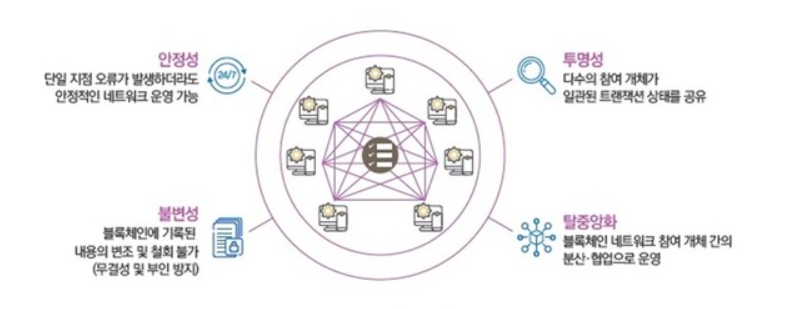 안정성
단일 지점 오류가 발생하더라도
안정적인 네트워크 운영 가능
24/7
투명성
다수의 참여 개체가
일관된 트랜잭션 상태를 공유
불변성
블록체인에 기록된
내용의 변조 및 철회 불가
(무결성 및 부인 방지)
탈중앙화
블록체인 네트워크 참여 개체 간의
분산·협업으로 운영